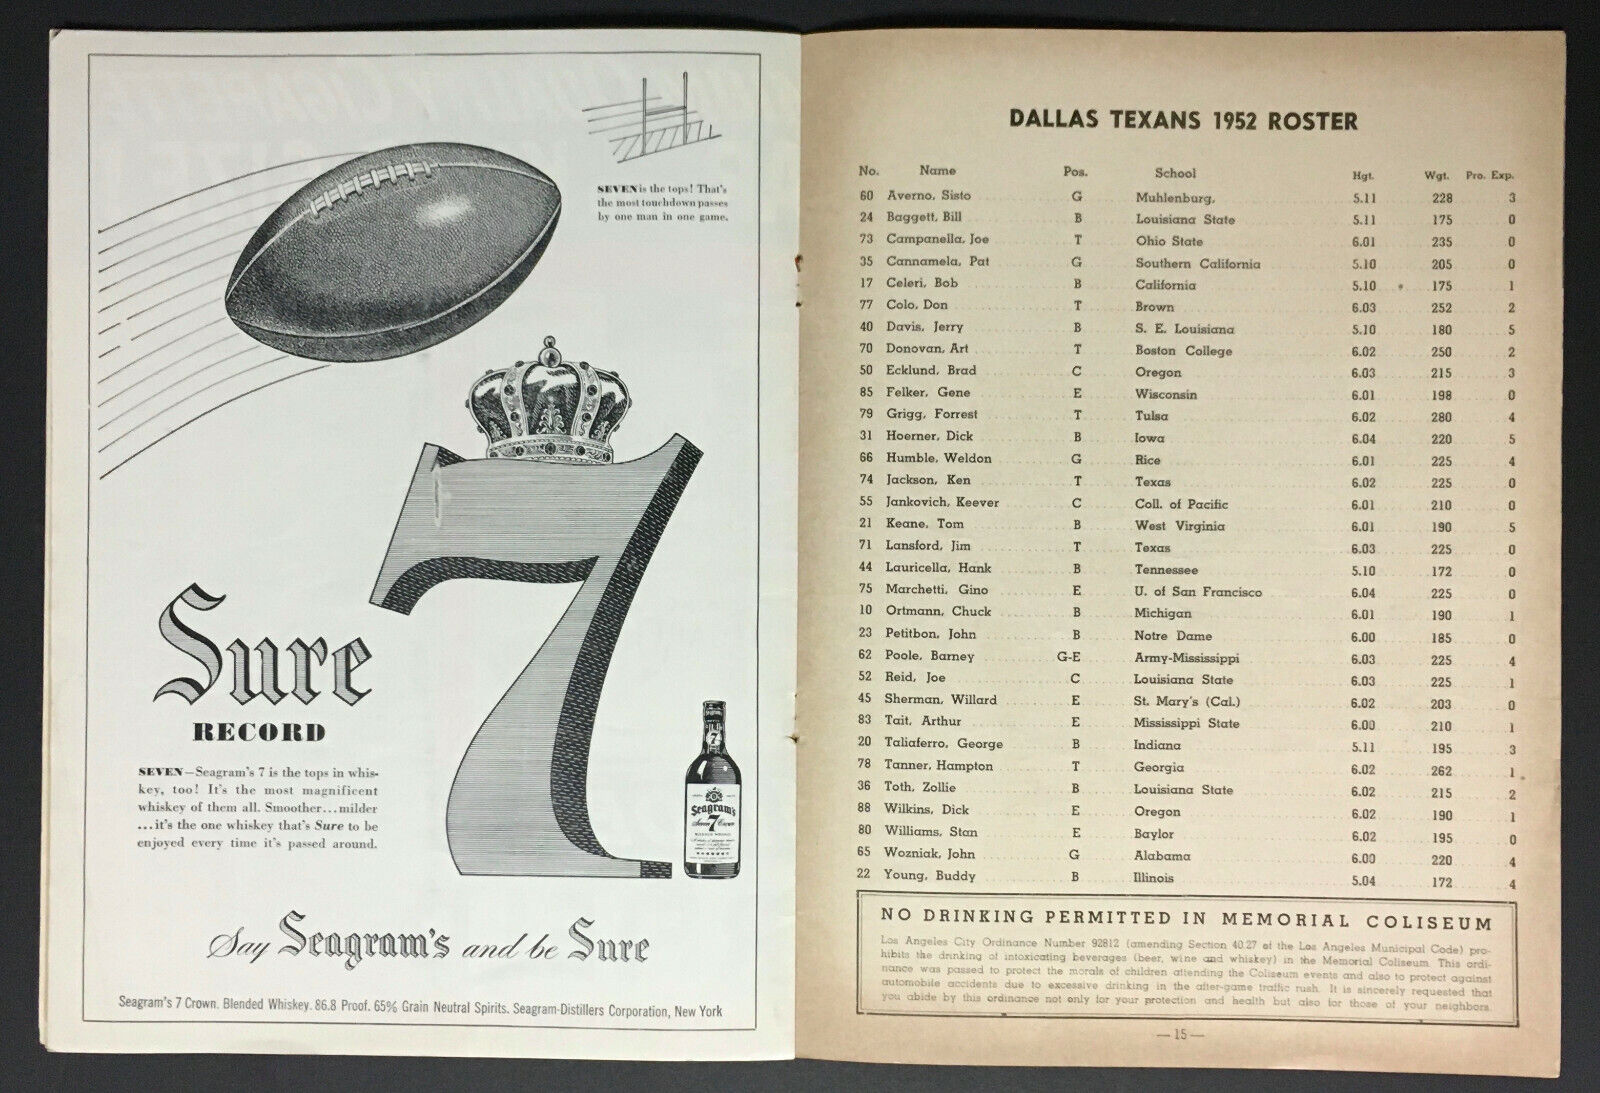 SEVEN is the tops! That's
the most touchdown passes
by one man in one game.
7
Sure
RECORD
SEVEN—Seagram's 7 is the tops in whis-
key, too! It's the most magnificent
whiskey of them all. Smoother...milder
...it's the one whiskey that's Sure to be
enjoyed every time it's passed around.
Seagram's
Seven 7 Crown
Say Seagram's and be Sure
Seagram's 7 Crown. Blended Whiskey. 86.8 Proof. 65% Grain Neutral Spirits. Seagram-Distillers Corporation, New York
DALLAS TEXANS 1952 ROSTER
No. Name Pos. School Hgt. Wgt. Pro. Exp.
60 Averno, Sisto G Muhlenburg, 5.11 228 3
24 Baggett, Bill B Louisiana State 5.11 175 0
73 Campanella, Joe T Ohio State 6.01 235 0
35 Cannamela, Pat G Southern California 5.10 205 0
17 Celeri, Bob B California 5.10 175 1
77 Colo, Don T Brown 6.03 252 2
40 Davis, Jerry B S. E. Louisiana 5.10 180 5
70 Donovan, Art T Boston College 6.02 250 2
50 Ecklund, Brad C Oregon 6.03 215 3
85 Felker, Gene E Wisconsin 6.01 198 0
79 Grigg, Forrest T Tulsa 6.02 280 4
31 Hoerner, Dick B Iowa 6.04 220 5
66 Humble, Weldon G Rice 6.01 225 4
74 Jackson, Ken T Texas 6.02 225 0
55 Jankovich, Keever C Coll. of Pacific 6.01 210 0
21 Keane, Tom B West Virginia 6.01 190 5
71 Lansford, Jim T Texas 6.03 225 0
44 Lauricella, Hank B Tennessee 5.10 172 0
75 Marchetti, Gino E U. of San Francisco 6.04 225 0
10 Ortmann, Chuck B Michigan 6.01 190 1
23 Petitbon, John B Notre Dame 6.00 185 0
62 Poole, Barney G-E Army-Mississippi 6.03 225 4
52 Reid, Joe C Louisiana State 6.03 225 1
45 Sherman, Willard E St. Mary's (Cal.) 6.02 203 0
83 Tait, Arthur E Mississippi State 6.00 210 1
20 Taliaferro, George B Indiana 5.11 195 3
78 Tanner, Hampton T Georgia 6.02 262 1
36 Toth, Zollie B Louisiana State 6.02 215 2
88 Wilkins, Dick E Oregon 6.02 190 1
80 Williams, Stan E Baylor 6.02 195 0
65 Wozniak, John G Alabama 6.00 220 4
22 Young, Buddy B Illinois 5.04 172 4
NO DRINKING PERMITTED IN MEMORIAL COLISEUM
Los Angeles City Ordinance Number 92812 (amending Section 40.27 of the Los Angeles Municipal Code) pro-
hibits the drinking of intoxicating beverages (beer, wine and whiskey) in the Memorial Coliseum. This ordi-
nance was passed to protect the morals of children attending the Coliseum events and also to protect against
automobile accidents due to excessive drinking in the after-game traffic rush. It is sincerely requested that
you abide by this ordinance not only for your protection and health but also for those of your neighbors.
—15—